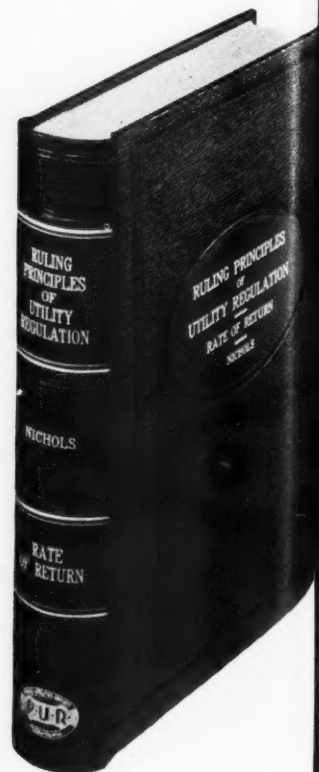 RULING
PRINCIPLES
OF
UTILITY
REGULATION
NICHOLS
RATE
OF RETURN
P·U·R
RULING PRINCIPLES
OF
UTILITY REGULATION
RATE OF RETURN
NICHOLS